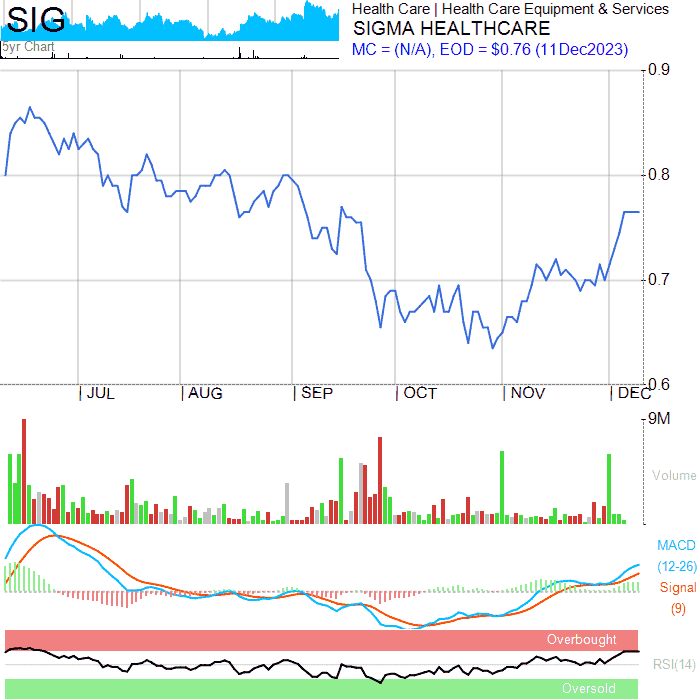 SIG
5yr Chart
Health Care | Health Care Equipment & Services
SIGMA HEALTHCARE
MC = (N/A), EOD = $0.76 (11Dec2023)
0.9
0.8
0.7
0.6
JUL AUG SEP OCT NOV DEC
9M
Volume
MACD
(12-26)
Signal
(9)
Overbought
RSI(14)
Oversold